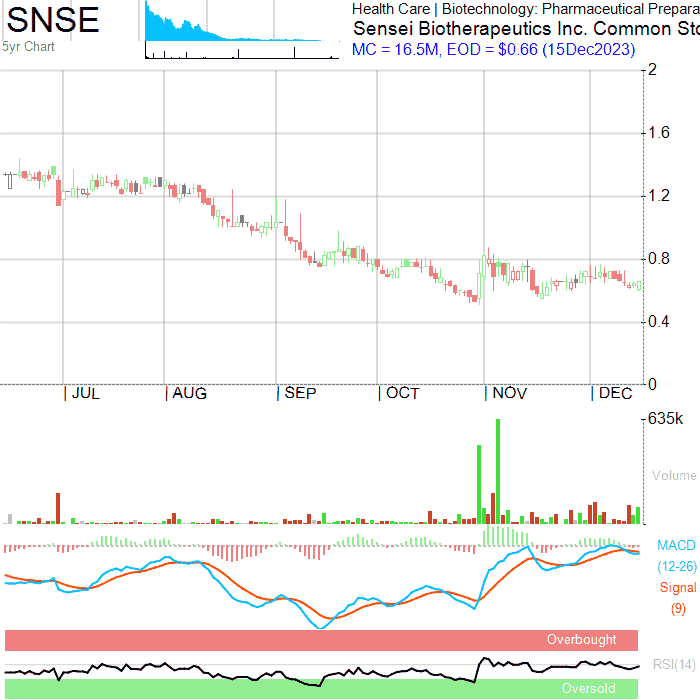 SNSE
5yr Chart
Health Care | Biotechnology: Pharmaceutical Prepara
Sensei Biotherapeutics Inc. Common Sto
MC = 16.5M, EOD = $0.66 (15Dec2023)
2
1.6
1.2
0.8
0.4
0
| JUL | AUG | SEP | OCT | NOV | DEC
635k
Volume
MACD
(12-26)
Signal
(9)
Overbought
RSI(14)
Oversold